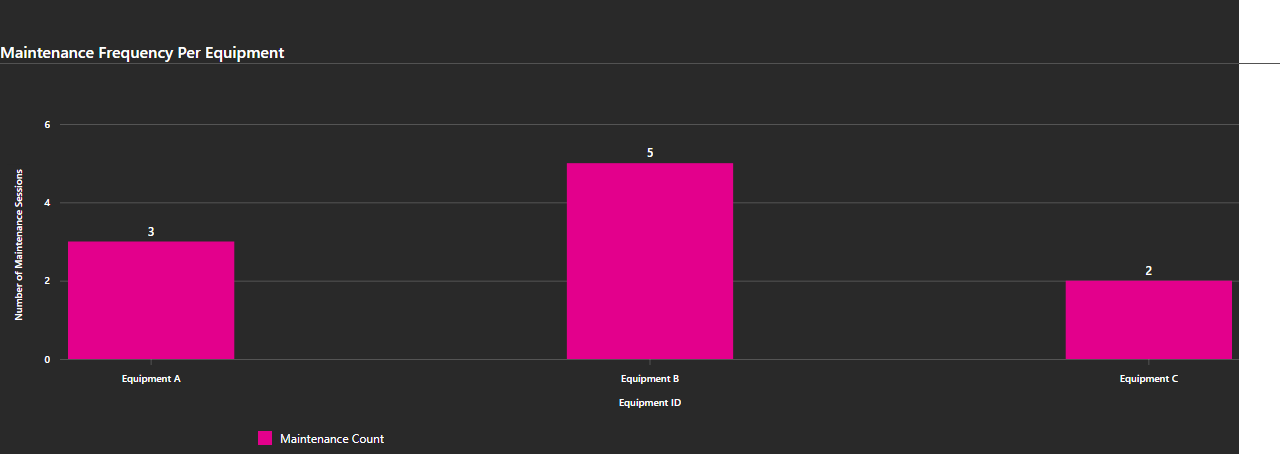 Maintenance Frequency Per Equipment
Number of Maintenance Sessions
6
4
2
0
3
5
2
Equipment A
Equipment B
Equipment C
Equipment ID
Maintenance Count